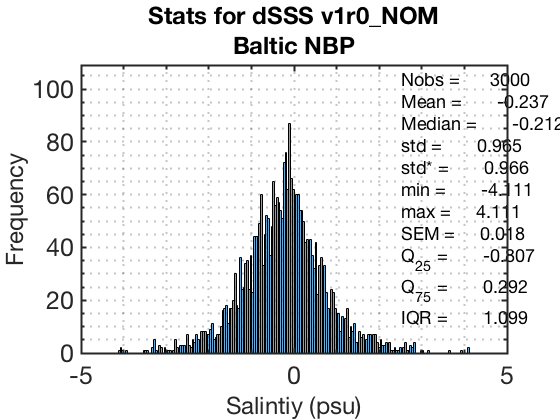 Stats for dSSS v1r0_NOM
Baltic NBP
Nobs = 3000
Mean = -0.237
Median = -0.212
std = 0.965
std* = 0.966
min = -4.111
max = 4.111
SEM = 0.018
Q25 = -0.807
Q75 = 0.292
IQR = 1.099
100
80
60
40
20
0
Frequency
-5 0 5
Salintiy (psu)